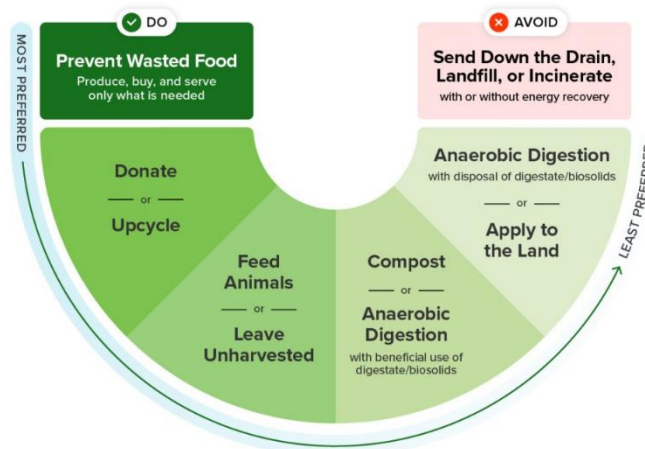 DO
MOST PREFERRED
Prevent Wasted Food
Produce, buy, and serve
only what is needed
Donate
or
Upcycle
Feed
Animals
or
Leave
Unharvested
Compost
or
Anaerobic
Digestion
with beneficial use of
digestate/biosolids
Anaerobic Digestion
with disposal of digestate/biosolids
or
Apply to
the Land
AVOID
Send Down the Drain,
Landfill, or Incinerate
with or without energy recovery
LEAST PREFERRED